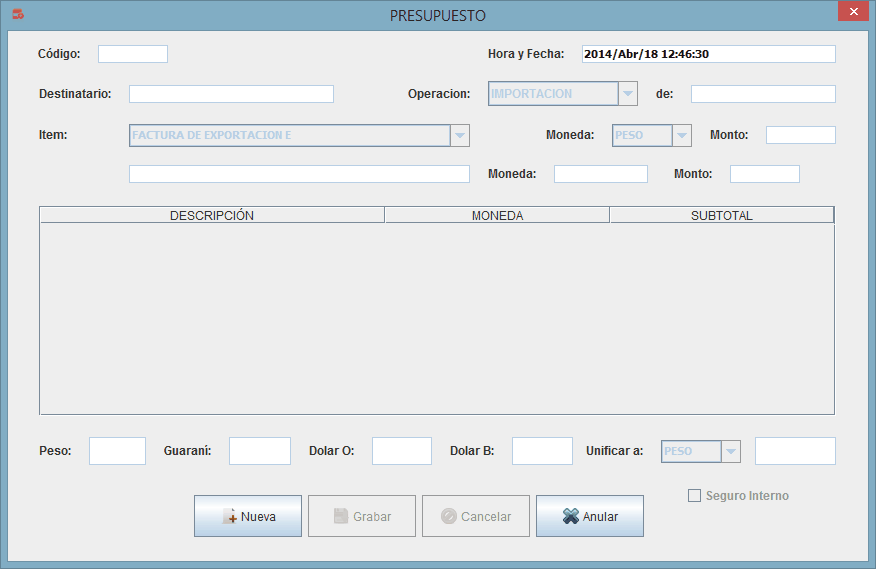 PRESUPUESTO
Código: Hora y Fecha: 2014/Abr/18 12:46:30
Destinatario: Operacion: IMPORTACION de:
Item: FACTURA DE EXPORTACION E Moneda: PESO Monto:
Moneda: Monto:
DESCRIPCIÓN MONEDA SUBTOTAL
Peso: Guaraní: Dolar O: Dolar B: Unificar a: PESO
Seguro Interno
Nueva Grabar Cancelar Anular